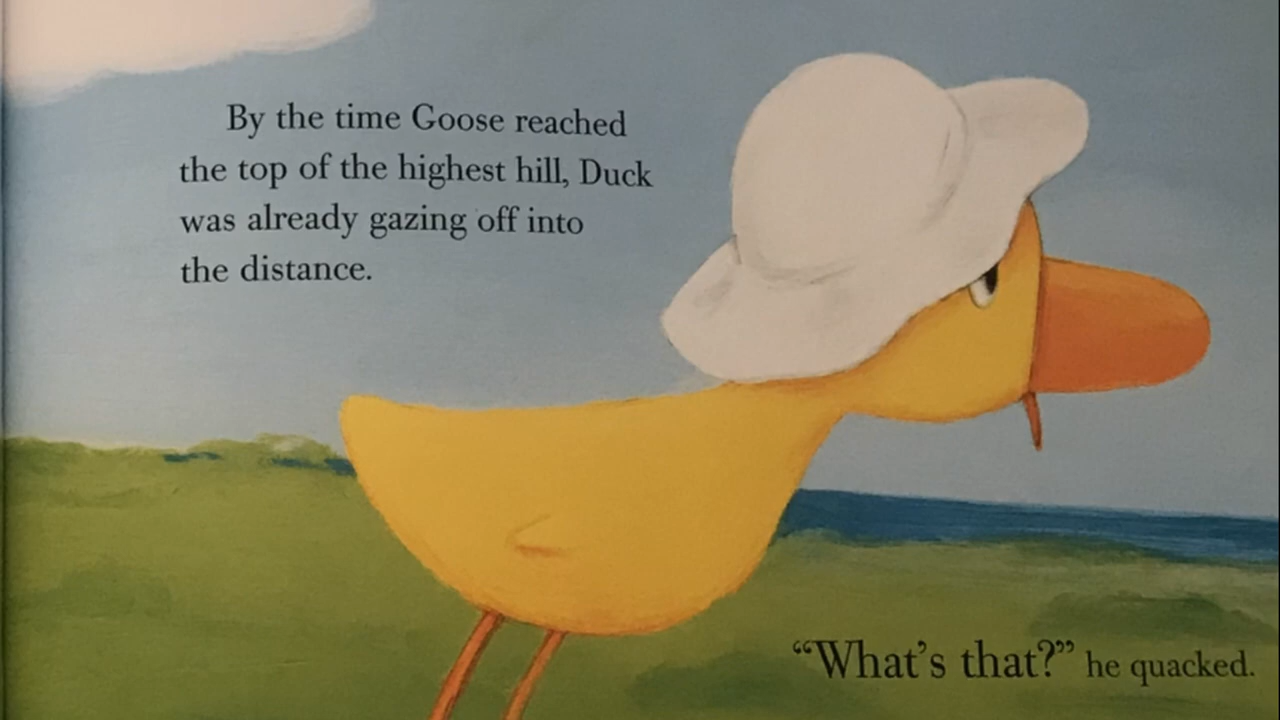 By the time Goose reached
the top of the highest hill, Duck
was already gazing off into
the distance.
“What’s that?” he quacked.